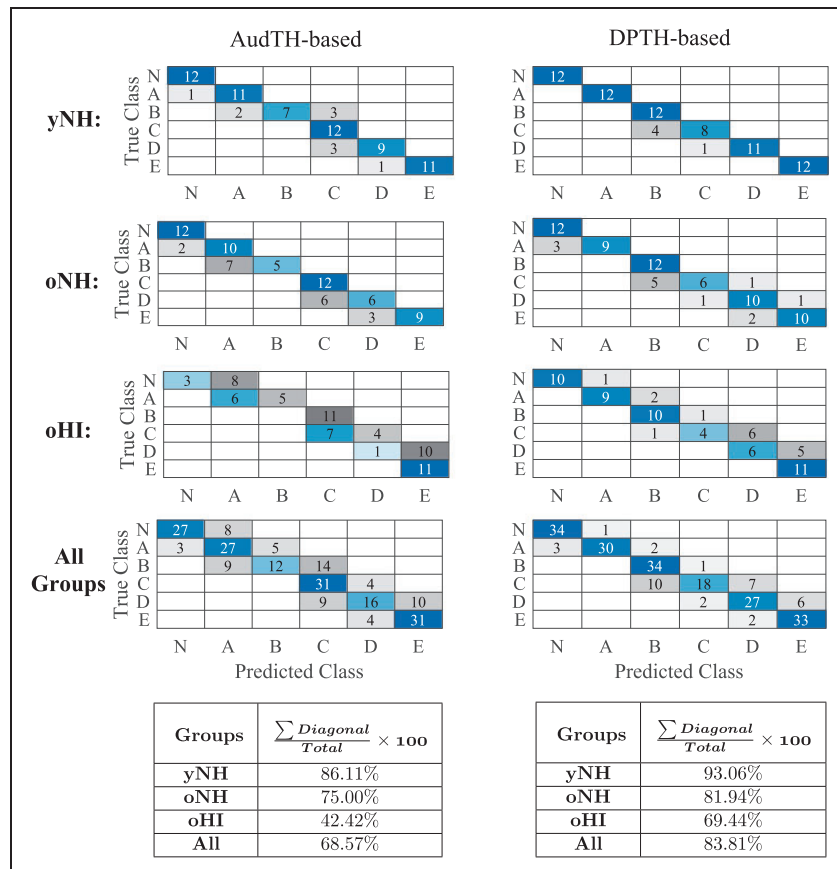 AudTH-based DPTH-based
yNH:
True Class
N 12
A 1 11
B 2 7 3
C 12
D 3 9
E 1 11
N A B C D E
N 12
A 12
B 12
C 4 8
D 1 11
E 12
N A B C D E
oNH:
True Class
N 12
A 2 10
B 7 5
C 12
D 6 6
E 3 9
N A B C D E
N 12
A 3 9
B 12
C 5 6 1
D 1 10 1
E 2 10
N A B C D E
oHI:
True Class
N 3 8
A 6 5
B 11
C 7 4
D 1 10
E 11
N A B C D E
N 10 1
A 9 2
B 10 1
C 1 4 6
D 6 5
E 11
N A B C D E
All
Groups
True Class
N 27 8
A 3 27 5
B 9 12 14
C 31 4
D 9 16 10
E 4 31
N A B C D E
Predicted Class
N 34 1
A 3 30 2
B 34 1
C 10 18 7
D 2 27 6
E 2 33
N A B C D E
Predicted Class
Groups ∑ Diagonal / Total × 100
yNH 86.11%
oNH 75.00%
oHI 42.42%
All 68.57%
Groups ∑ Diagonal / Total × 100
yNH 93.06%
oNH 81.94%
oHI 69.44%
All 83.81%